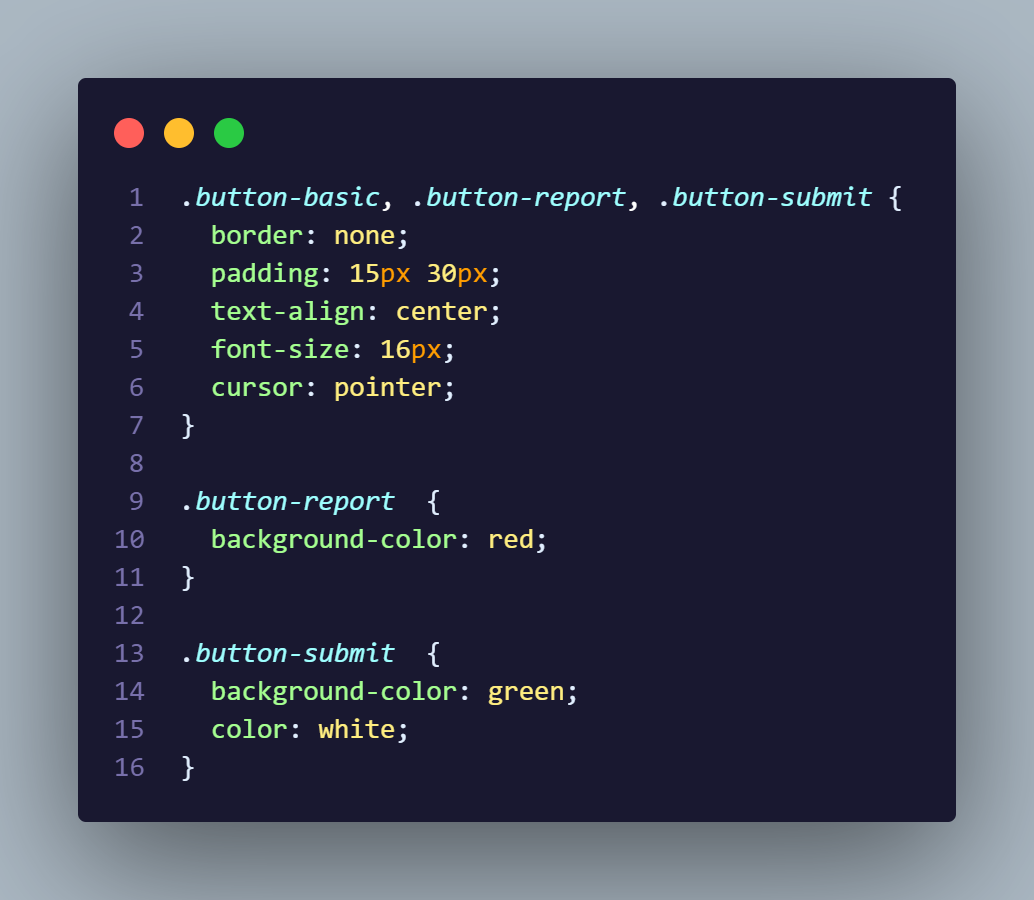 1 .button-basic, .button-report, .button-submit {
2   border: none;
3   padding: 15px 30px;
4   text-align: center;
5   font-size: 16px;
6   cursor: pointer;
7 }
8
9 .button-report  {
10   background-color: red;
11 }
12
13 .button-submit  {
14   background-color: green;
15   color: white;
16 }